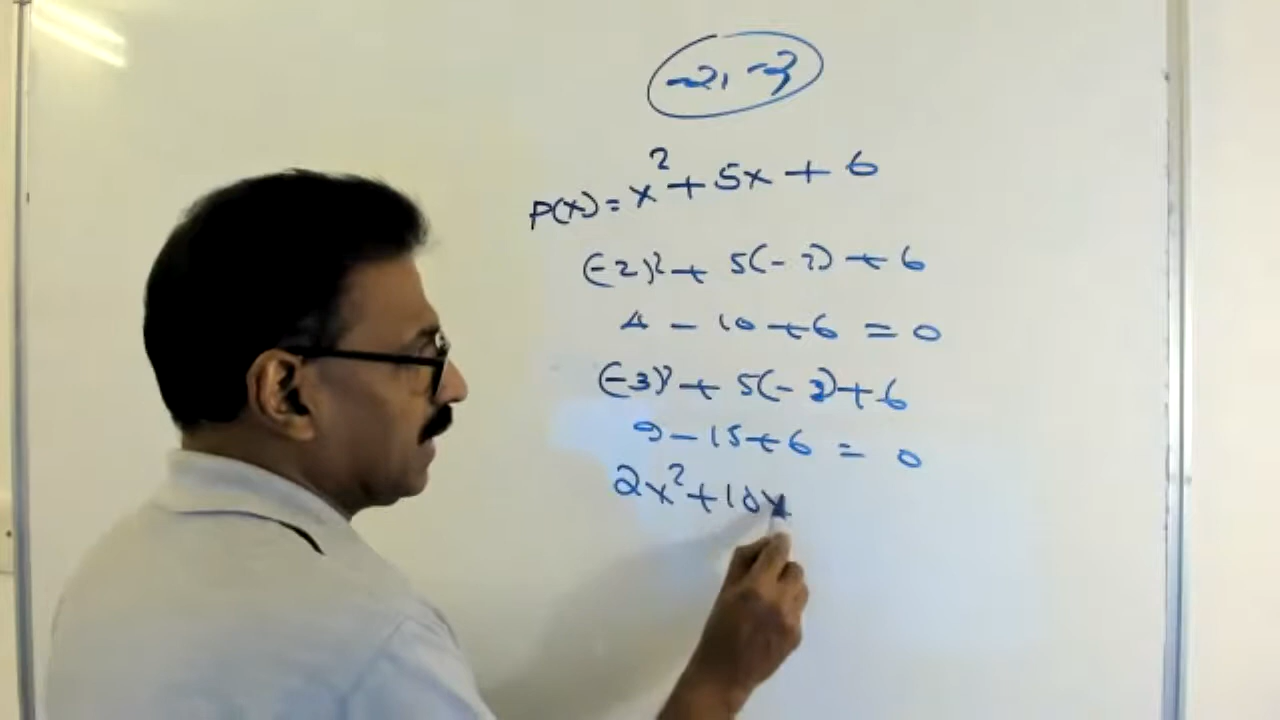 -2, -3
P(x) = x² + 5x + 6
(-2)² + 5(-2) + 6
4 - 10 + 6 = 0
(-3)² + 5(-3) + 6
9 - 15 + 6 = 0
2x² + 10x